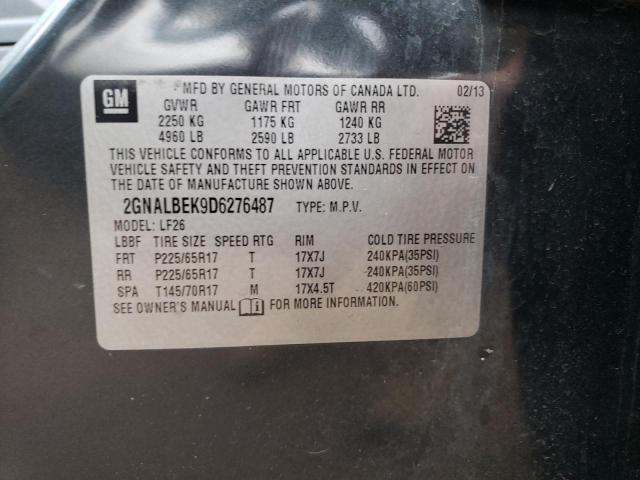 GM
MFD BY GENERAL MOTORS OF CANADA LTD. 02/13
GVWR GAWR FRT GAWR RR
2250 KG 1175 KG 1240 KG
4960 LB 2590 LB 2733 LB
THIS VEHICLE CONFORMS TO ALL APPLICABLE U.S. FEDERAL MOTOR
VEHICLE SAFETY AND THEFT PREVENTION STANDARDS IN EFFECT ON
DATE OF MANUFACTURE SHOWN ABOVE.
2GNALBEK9D6276487 TYPE: M.P.V.
MODEL: LF26
LBBF TIRE SIZE SPEED RTG RIM COLD TIRE PRESSURE
FRT P225/65R17 T 17X7J 240KPA(35PSI)
RR P225/65R17 T 17X7J 240KPA(35PSI)
SPA T145/70R17 M 17X4.5T 420KPA(60PSI)
SEE OWNER'S MANUAL FOR MORE INFORMATION.